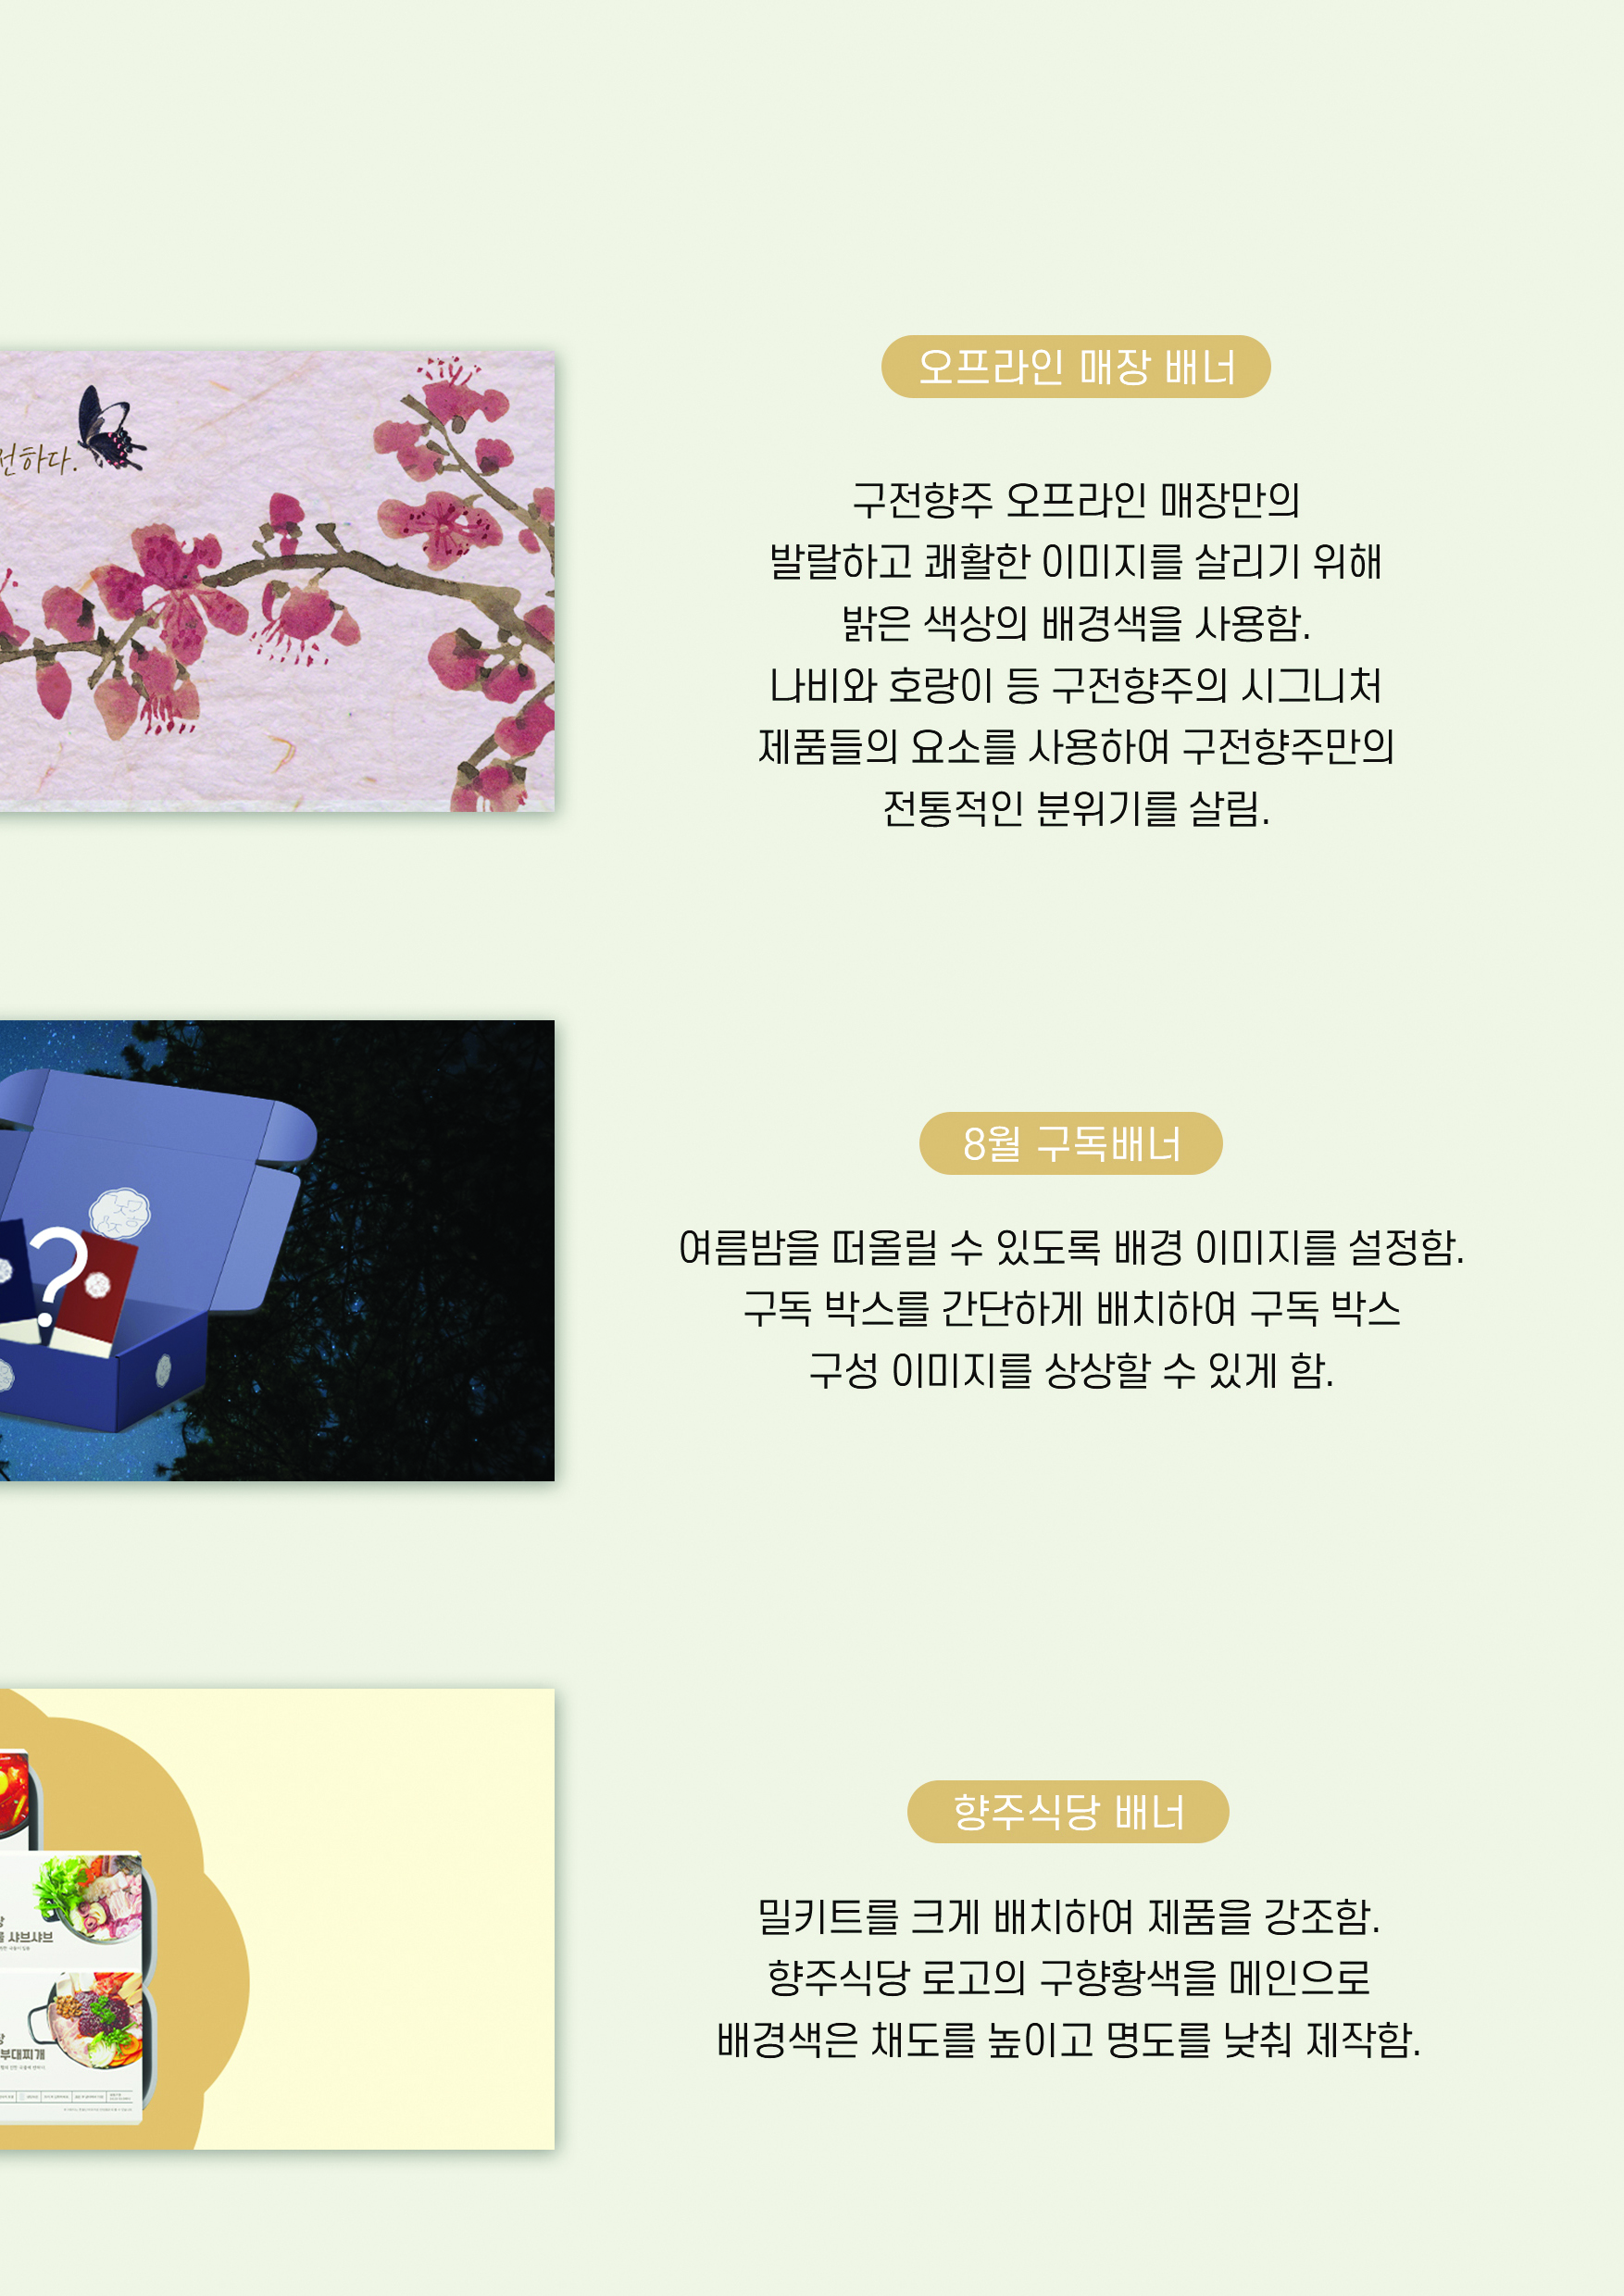 오프라인 매장 배너
전하다.
구전향주 오프라인 매장만의
발랄하고 쾌활한 이미지를 살리기 위해
밝은 색상의 배경색을 사용함.
나비와 호랑이 등 구전향주의 시그니처
제품들의 요소를 사용하여 구전향주만의
전통적인 분위기를 살림.
8월 구독배너
?
여름밤을 떠올릴 수 있도록 배경 이미지를 설정함.
구독 박스를 간단하게 배치하여 구독 박스
구성 이미지를 상상할 수 있게 함.
향주식당 배너
밀키트를 크게 배치하여 제품을 강조함.
향주식당 로고의 구향황색을 메인으로
배경색은 채도를 높이고 명도를 낮춰 제작함.
샤브샤브
부대찌개